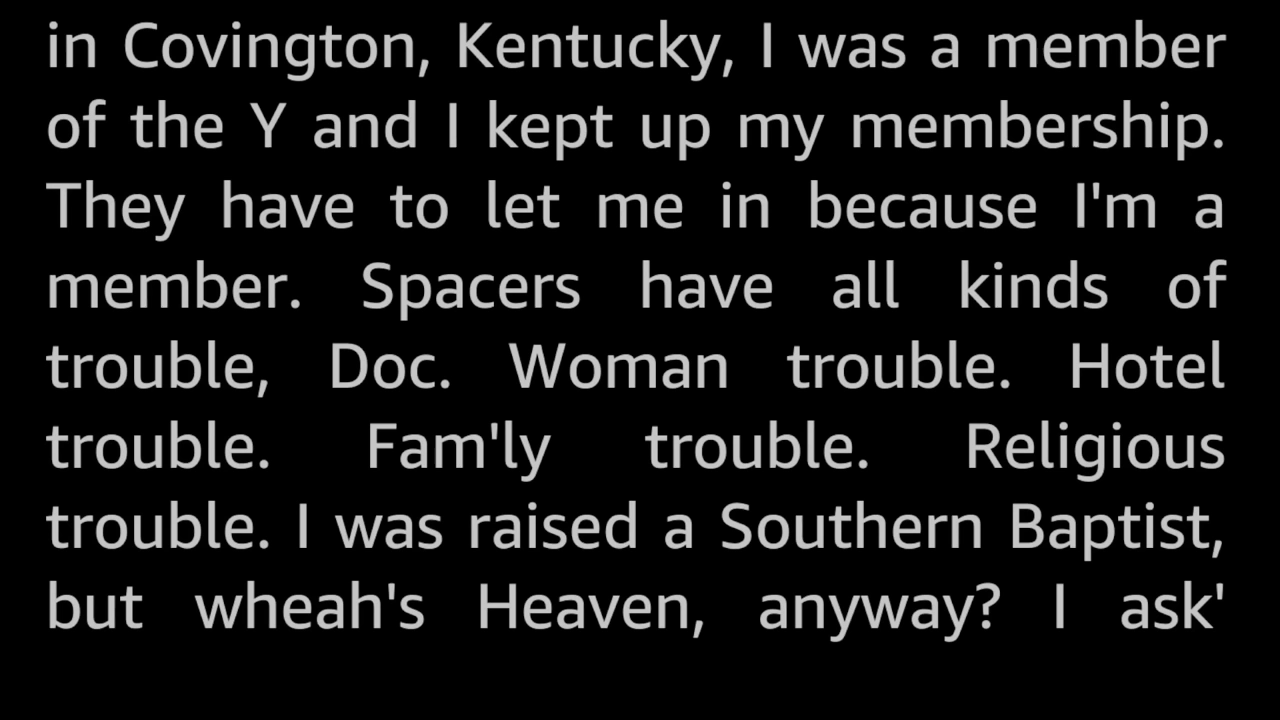 in Covington, Kentucky, I was a member
of the Y and I kept up my membership.
They have to let me in because I'm a
member. Spacers have all kinds of
trouble, Doc. Woman trouble. Hotel
trouble. Fam'ly trouble. Religious
trouble. I was raised a Southern Baptist,
but wheah's Heaven, anyway? I ask'